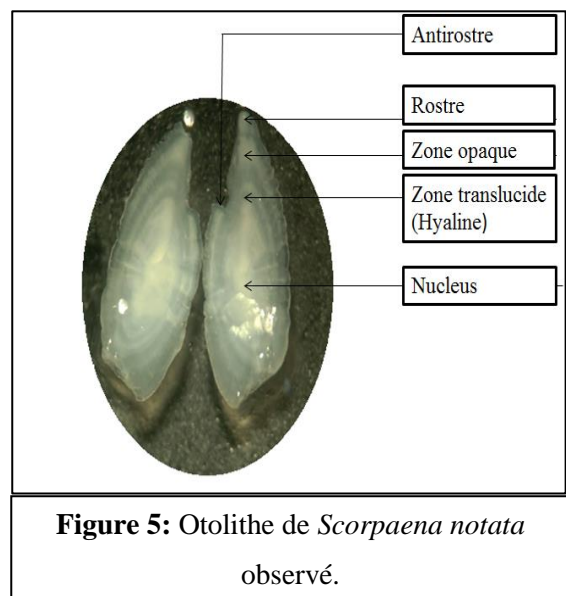 Antirostre
Rostre
Zone opaque
Zone translucide
(Hyaline)
Nucleus
Figure 5: Otolithe de Scorpaena notata
observé.